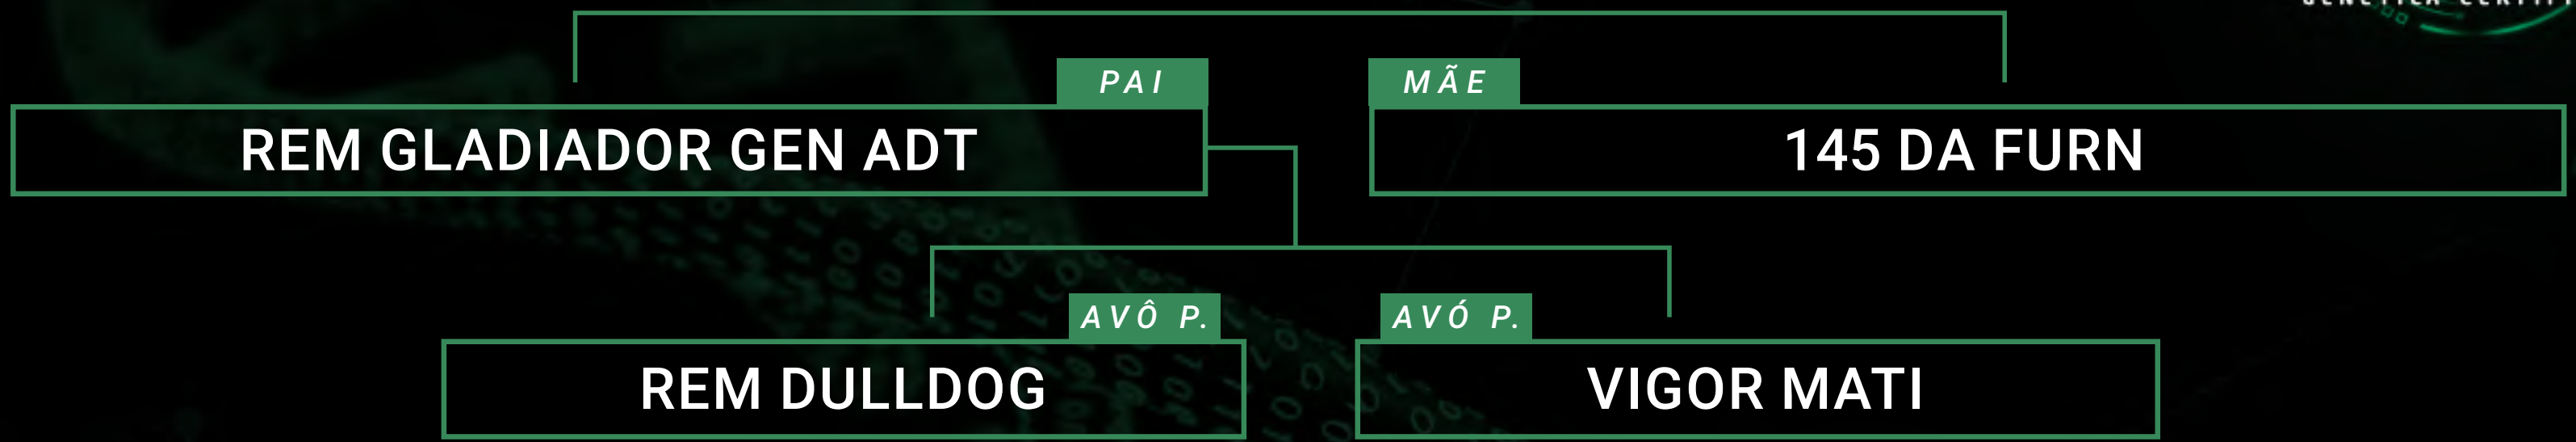 PAI
MÃE
REM GLADIADOR GEN ADT
145 DA FURN
AVÔ P.
AVÓ P.
REM DULLDOG
VIGOR MATI